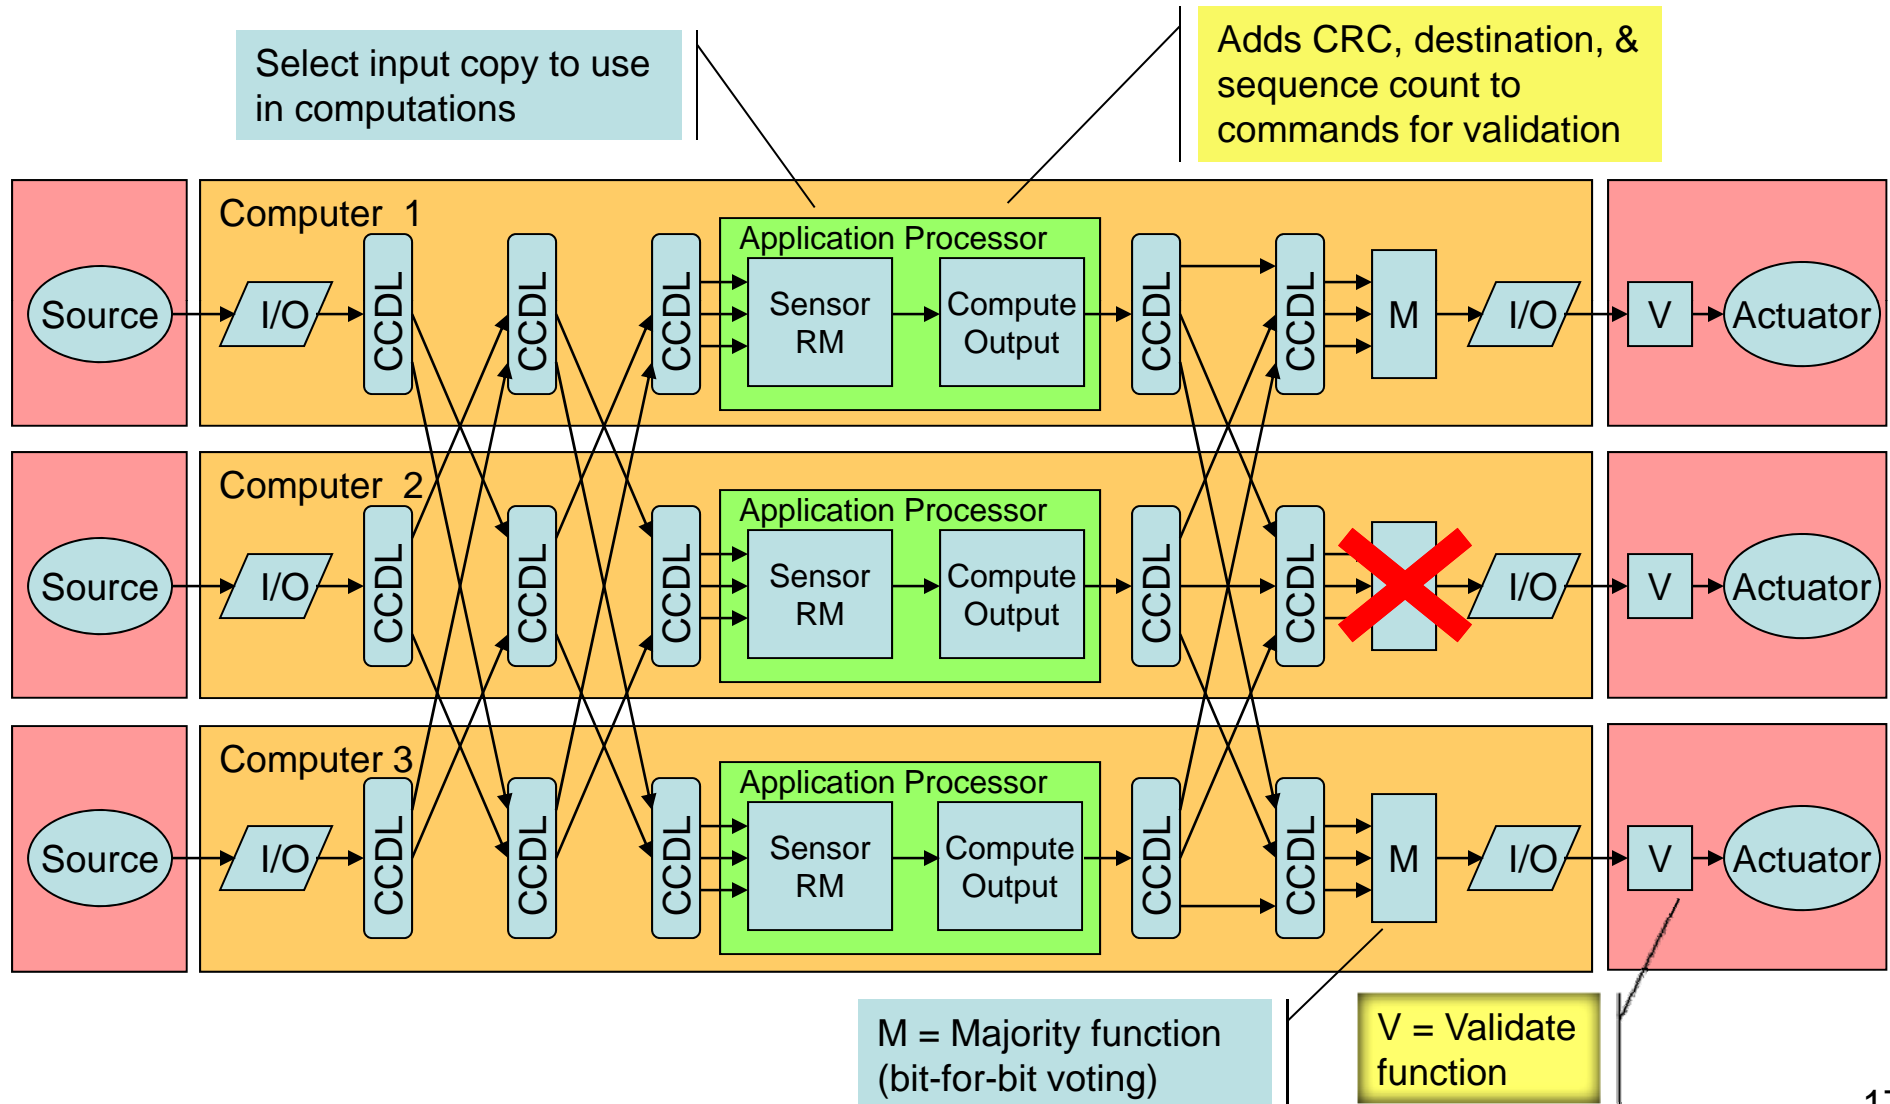 Select input copy to use
in computations
Adds CRC, destination, &
sequence count to
commands for validation
Computer 1
Source
I/O
CCDL
CCDL
CCDL
Application Processor
Sensor
RM
Compute
Output
CCDL
CCDL
M
I/O
V
Actuator
Computer 2
Source
I/O
CCDL
CCDL
CCDL
Application Processor
Sensor
RM
Compute
Output
CCDL
CCDL
I/O
V
Actuator
Computer 3
Source
I/O
CCDL
CCDL
CCDL
Application Processor
Sensor
RM
Compute
Output
CCDL
CCDL
M
I/O
V
Actuator
M = Majority function
(bit-for-bit voting)
V = Validate
function